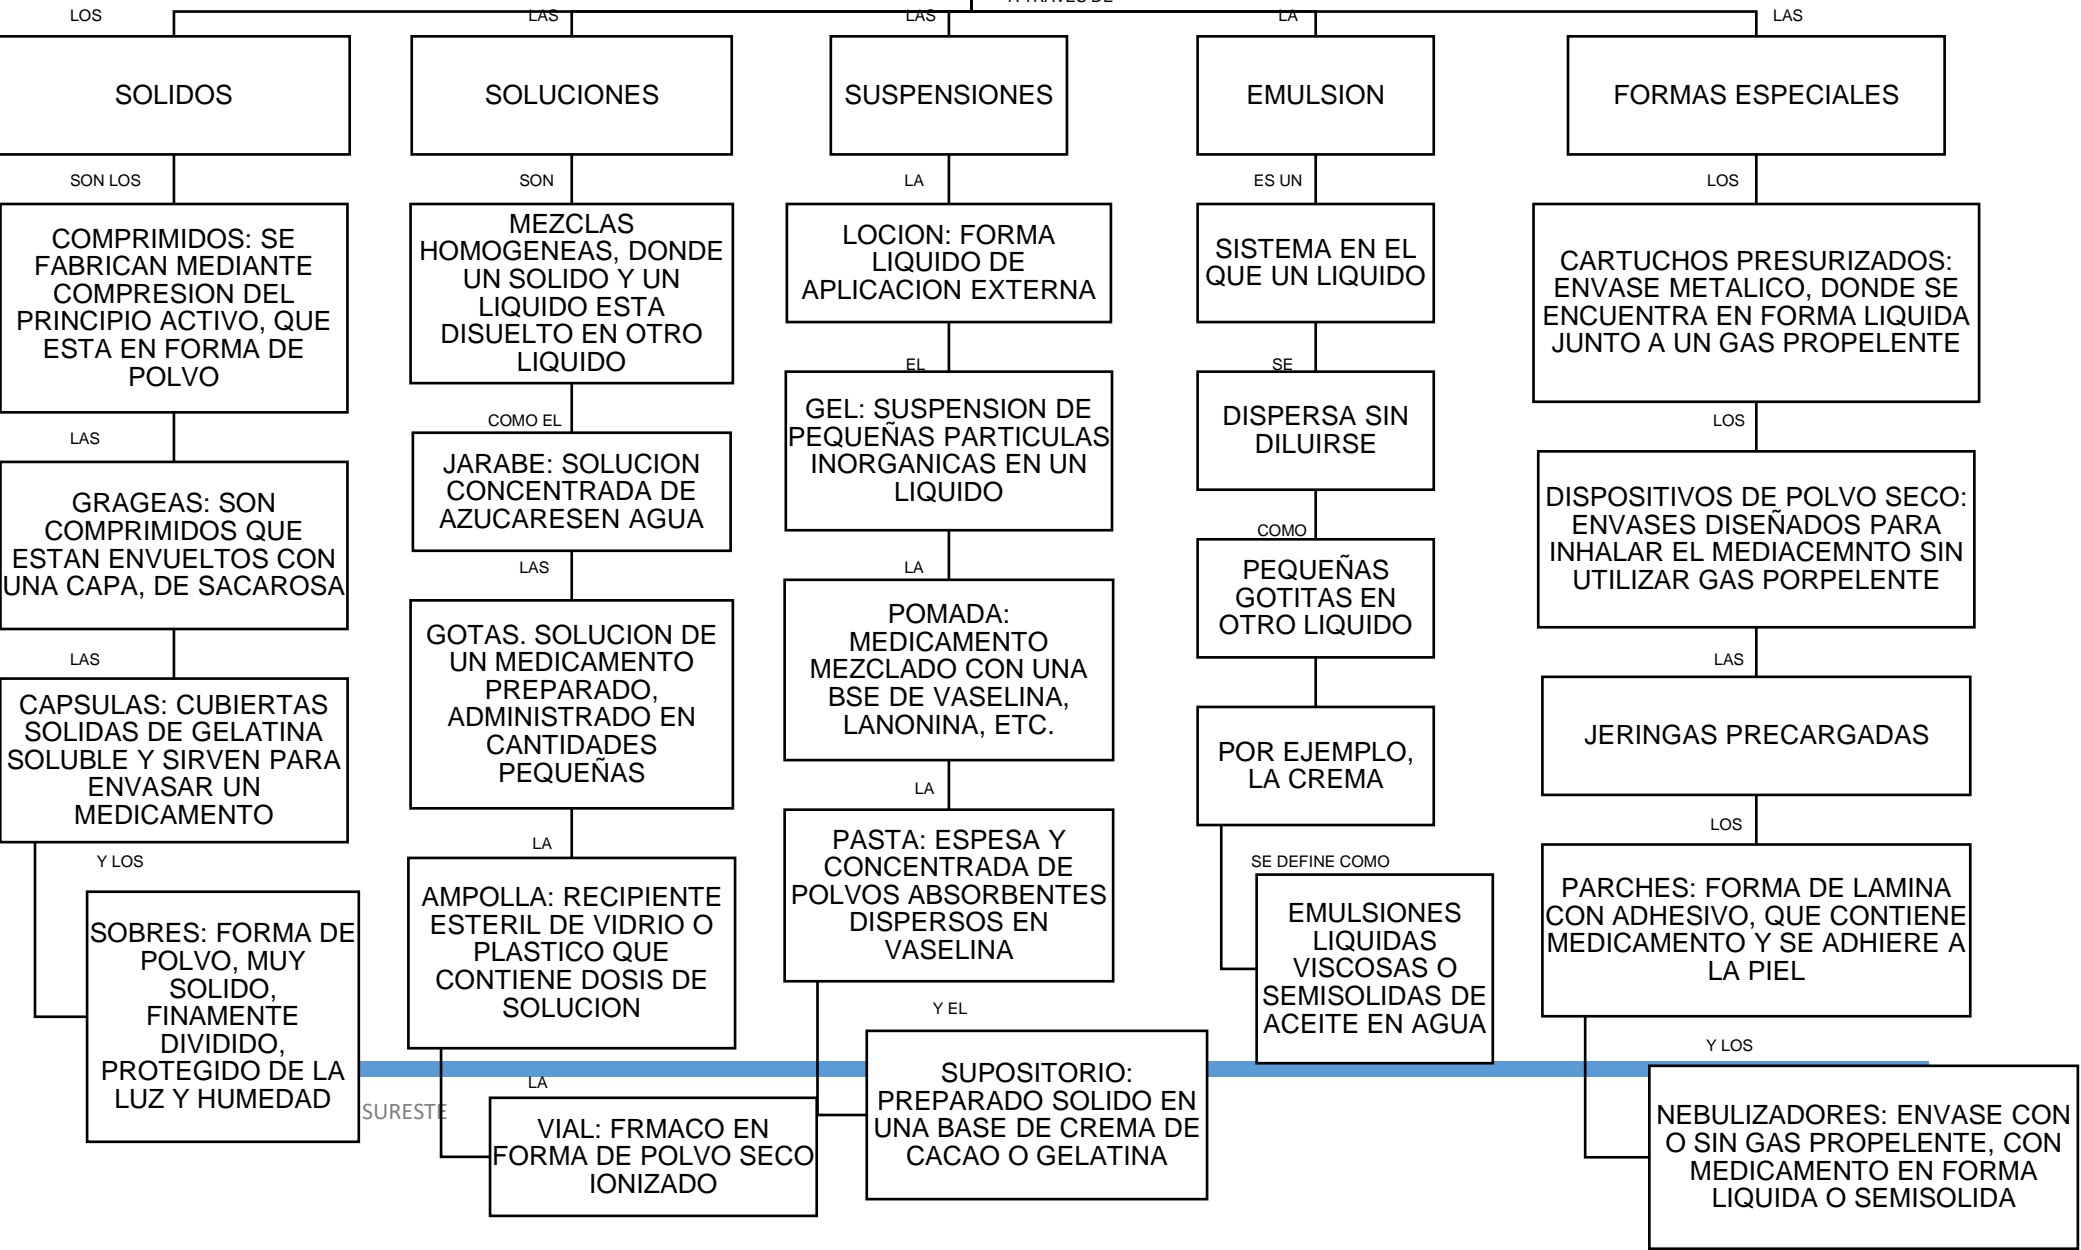 A TRAVES DE
LOS
LAS
LAS
LA
LAS
SOLIDOS
SOLUCIONES
SUSPENSIONES
EMULSION
FORMAS ESPECIALES
SON LOS
SON
LA
ES UN
LOS
COMPRIMIDOS: SE
FABRICAN MEDIANTE
COMPRESION DEL
PRINCIPIO ACTIVO, QUE
ESTA EN FORMA DE
POLVO
LAS
GRAGEAS: SON
COMPRIMIDOS QUE
ESTAN ENVUELTOS CON
UNA CAPA, DE SACAROSA
LAS
CAPSULAS: CUBIERTAS
SOLIDAS DE GELATINA
SOLUBLE Y SIRVEN PARA
ENVASAR UN
MEDICAMENTO
Y LOS
SOBRES: FORMA DE
POLVO, MUY
SOLIDO,
FINAMENTE
DIVIDIDO,
PROTEGIDO DE LA
LUZ Y HUMEDAD
MEZCLAS
HOMOGENEAS, DONDE
UN SOLIDO Y UN
LIQUIDO ESTA
DISUELTO EN OTRO
LIQUIDO
COMO EL
JARABE: SOLUCION
CONCENTRADA DE
AZUCARESEN AGUA
LAS
GOTAS. SOLUCION DE
UN MEDICAMENTO
PREPARADO,
ADMINISTRADO EN
CANTIDADES
PEQUEÑAS
LA
AMPOLLA: RECIPIENTE
ESTERIL DE VIDRIO O
PLASTICO QUE
CONTIENE DOSIS DE
SOLUCION
LA
VIAL: FRMACO EN
FORMA DE POLVO SECO
IONIZADO
LOCION: FORMA
LIQUIDO DE
APLICACION EXTERNA
EL
GEL: SUSPENSION DE
PEQUEÑAS PARTICULAS
INORGANICAS EN UN
LIQUIDO
LA
POMADA:
MEDICAMENTO
MEZCLADO CON UNA
BSE DE VASELINA,
LANONINA, ETC.
LA
PASTA: ESPESA Y
CONCENTRADA DE
POLVOS ABSORBENTES
DISPERSOS EN
VASELINA
Y EL
SUPOSITORIO:
PREPARADO SOLIDO EN
UNA BASE DE CREMA DE
CACAO O GELATINA
SISTEMA EN EL
QUE UN LIQUIDO
SE
DISPERSA SIN
DILUIRSE
COMO
PEQUEÑAS
GOTITAS EN
OTRO LIQUIDO
POR EJEMPLO,
LA CREMA
SE DEFINE COMO
EMULSIONES
LIQUIDAS
VISCOSAS O
SEMISOLIDAS DE
ACEITE EN AGUA
CARTUCHOS PRESURIZADOS:
ENVASE METALICO, DONDE SE
ENCUENTRA EN FORMA LIQUIDA
JUNTO A UN GAS PROPELENTE
LOS
DISPOSITIVOS DE POLVO SECO:
ENVASES DISEÑADOS PARA
INHALAR EL MEDIACEMNTO SIN
UTILIZAR GAS PORPELENTE
LAS
JERINGAS PRECARGADAS
LOS
PARCHES: FORMA DE LAMINA
CON ADHESIVO, QUE CONTIENE
MEDICAMENTO Y SE ADHIERE A
LA PIEL
Y LOS
NEBULIZADORES: ENVASE CON
O SIN GAS PROPELENTE, CON
MEDICAMENTO EN FORMA
LIQUIDA O SEMISOLIDA
SURESTE